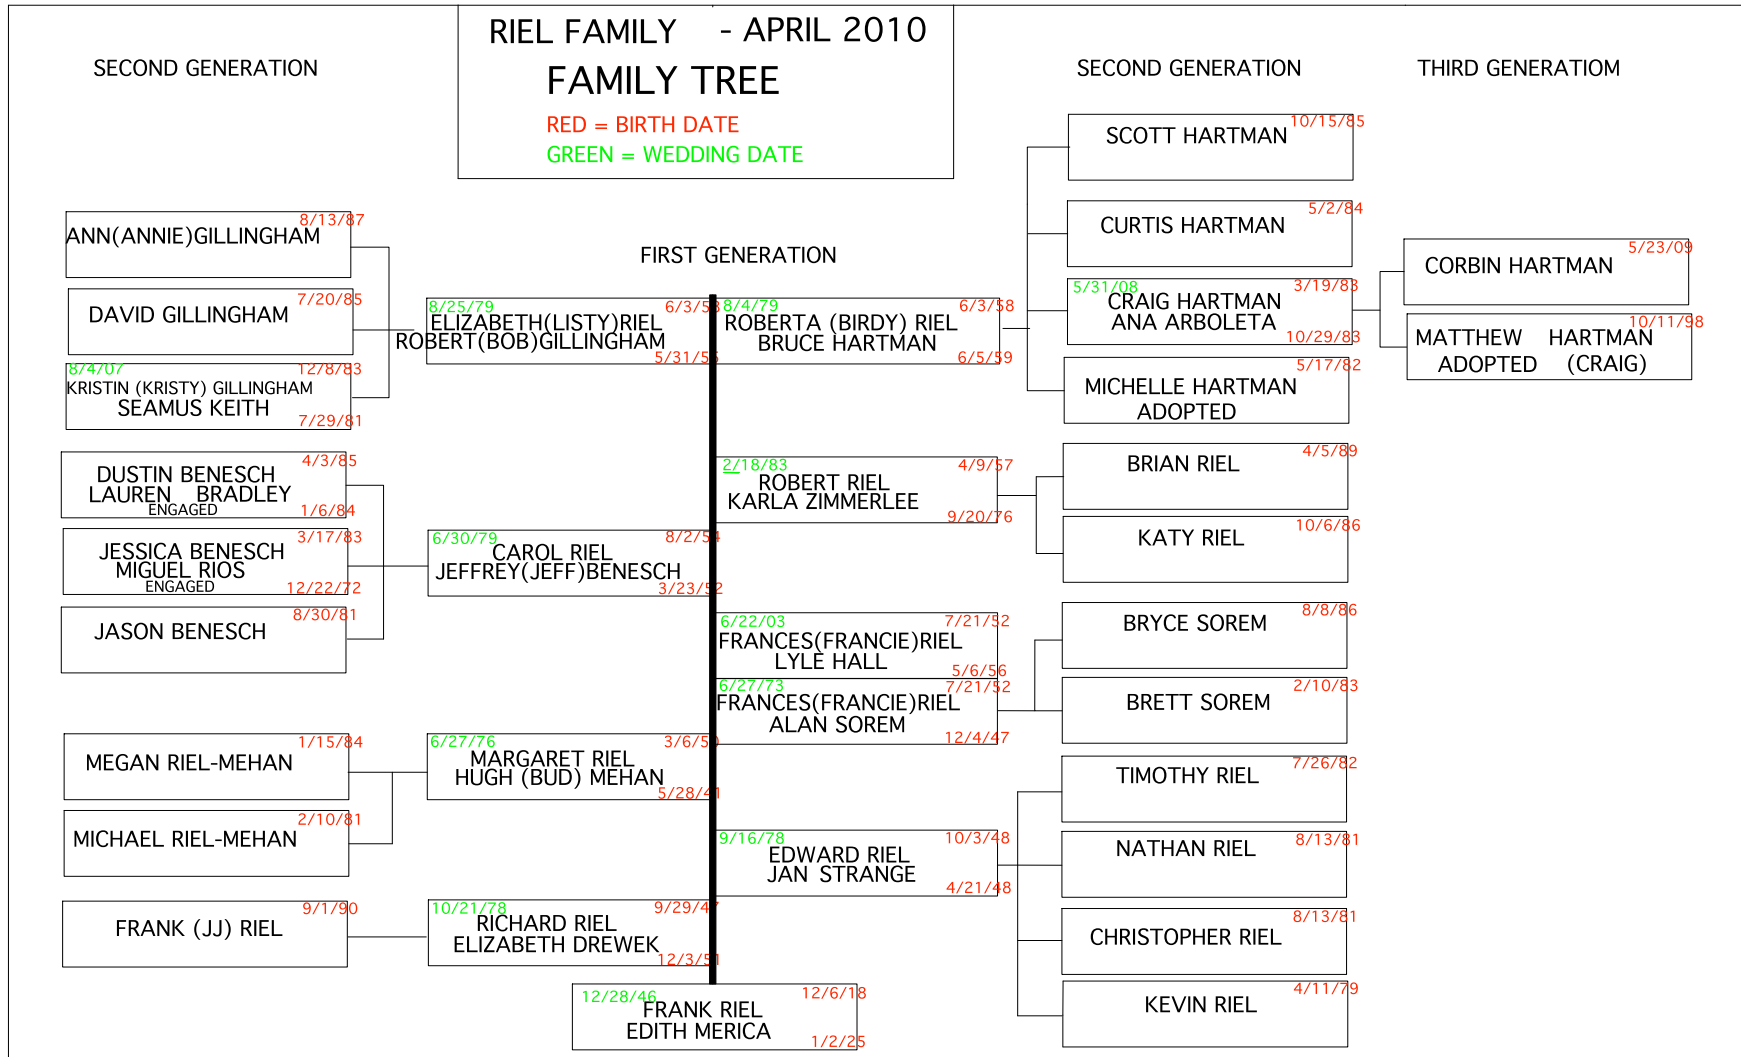 RIEL FAMILY - APRIL 2010
FAMILY TREE
RED = BIRTH DATE
GREEN = WEDDING DATE
SECOND GENERATION
8/13/87
ANN(ANNIE)GILLINGHAM
7/20/85
DAVID GILLINGHAM
8/4/07 12/8/83
KRISTIN (KRISTY) GILLINGHAM
SEAMUS KEITH
7/29/81
4/3/85
DUSTIN BENESCH
LAUREN BRADLEY
ENGAGED
1/6/84
3/17/83
JESSICA BENESCH
MIGUEL RIOS
ENGAGED
12/22/72
8/30/81
JASON BENESCH
1/15/84
MEGAN RIEL-MEHAN
2/10/81
MICHAEL RIEL-MEHAN
9/1/90
FRANK (JJ) RIEL
FIRST GENERATION
8/25/79 6/3/58
ELIZABETH(LISTY)RIEL
ROBERT(BOB)GILLINGHAM
6/30/79 8/2/54
CAROL RIEL
JEFFREY(JEFF)BENESCH
3/23/52
6/27/76
MARGARET RIEL
HUGH (BUD) MEHAN
5/28/41
10/21/78 9/29/47
RICHARD RIEL
ELIZABETH DREWEK
12/3/51
8/4/79 6/3/58
ROBERTA (BIRDY) RIEL
BRUCE HARTMAN
6/5/59
2/18/83 4/9/57
ROBERT RIEL
KARLA ZIMMERLEE
9/20/76
6/22/03 7/21/52
FRANCES(FRANCIE)RIEL
LYLE HALL
5/6/56
6/27/73 7/21/52
FRANCES(FRANCIE)RIEL
ALAN SOREM
12/4/47
9/16/78 10/3/48
EDWARD RIEL
JAN STRANGE
4/21/48
12/28/46 12/6/18
FRANK RIEL
EDITH MERICA
1/2/25
SECOND GENERATION
10/15/85
SCOTT HARTMAN
5/2/84
CURTIS HARTMAN
5/31/08 3/19/83
CRAIG HARTMAN
ANA ARBOLETA
10/29/83
5/17/82
MICHELLE HARTMAN
ADOPTED
4/5/89
BRIAN RIEL
10/6/86
KATY RIEL
8/8/86
BRYCE SOREM
2/10/83
BRETT SOREM
7/26/82
TIMOTHY RIEL
8/13/81
NATHAN RIEL
8/13/81
CHRISTOPHER RIEL
4/11/79
KEVIN RIEL
THIRD GENERATIOM
5/23/09
CORBIN HARTMAN
10/11/98
MATTHEW HARTMAN
ADOPTED (CRAIG)